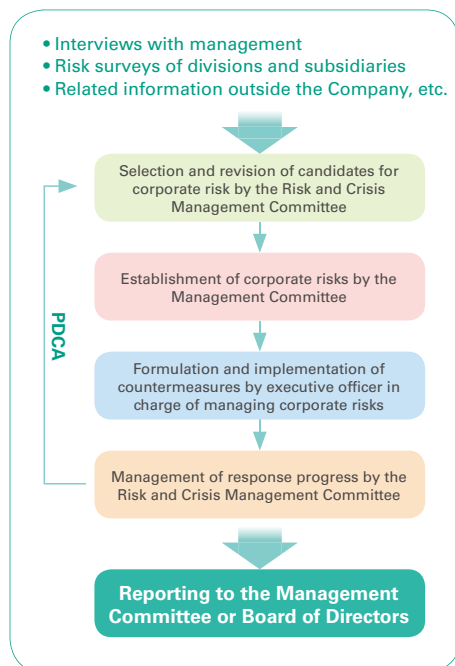 • Interviews with management
• Risk surveys of divisions and subsidiaries
• Related information outside the Company, etc.
Selection and revision of candidates for
corporate risk by the Risk and Crisis
Management Committee
Establishment of corporate risks by the
Management Committee
PDCA
Formulation and implementation of
countermeasures by executive officer in
charge of managing corporate risks
Management of response progress by the
Risk and Crisis Management Committee
Reporting to the Management
Committee or Board of Directors